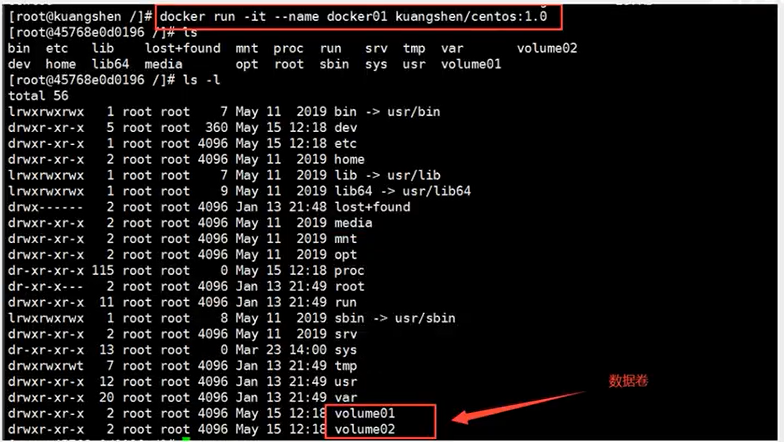 [root@kuangshen /]# docker run -it --name docker01 kuangshen/centos:1.0
[root@45768e0d0196 /]# ls
bin  etc   lib    lost+found  mnt  proc  run   srv  tmp  var       volume02
dev  home  lib64  media       opt  root  sbin  sys  usr  volume01
[root@45768e0d0196 /]# ls -l
total 56
lrwxrwxrwx   1 root root    7 May 11  2019 bin -> usr/bin
drwxr-xr-x   5 root root  360 May 15 12:18 dev
drwxr-xr-x   1 root root 4096 May 15 12:18 etc
drwxr-xr-x   2 root root 4096 May 11  2019 home
lrwxrwxrwx   1 root root    7 May 11  2019 lib -> usr/lib
lrwxrwxrwx   1 root root    9 May 11  2019 lib64 -> usr/lib64
drwx------   2 root root 4096 Jan 13 21:48 lost+found
drwxr-xr-x   2 root root 4096 May 11  2019 media
drwxr-xr-x   2 root root 4096 May 11  2019 mnt
drwxr-xr-x   2 root root 4096 May 11  2019 opt
dr-xr-xr-x 115 root root    0 May 15 12:18 proc
dr-xr-x---   2 root root 4096 Jan 13 21:49 root
drwxr-xr-x  11 root root 4096 Jan 13 21:49 run
lrwxrwxrwx   1 root root    8 May 11  2019 sbin -> usr/sbin
drwxr-xr-x   2 root root 4096 May 11  2019 srv
dr-xr-xr-x  13 root root    0 Mar 23 14:00 sys
drwxrwxrwt   7 root root 4096 Jan 13 21:49 tmp
drwxr-xr-x  12 root root 4096 Jan 13 21:49 usr
drwxr-xr-x  20 root root 4096 Jan 13 21:49 var
数据卷
drwxr-xr-x   2 root root 4096 May 15 12:18 volume01
drwxr-xr-x   2 root root 4096 May 15 12:18 volume02